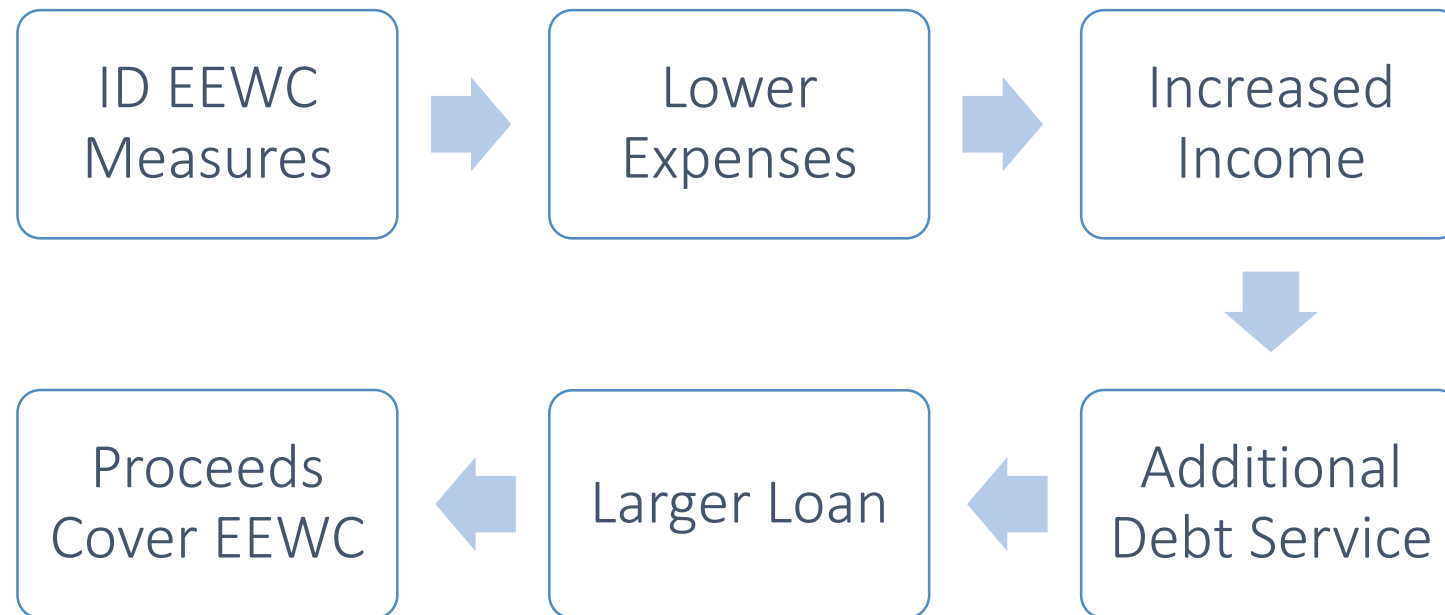 ID EEWC
Measures
Lower
Expenses
Increased
Income
Additional
Debt Service
Larger Loan
Proceeds
Cover EEWC